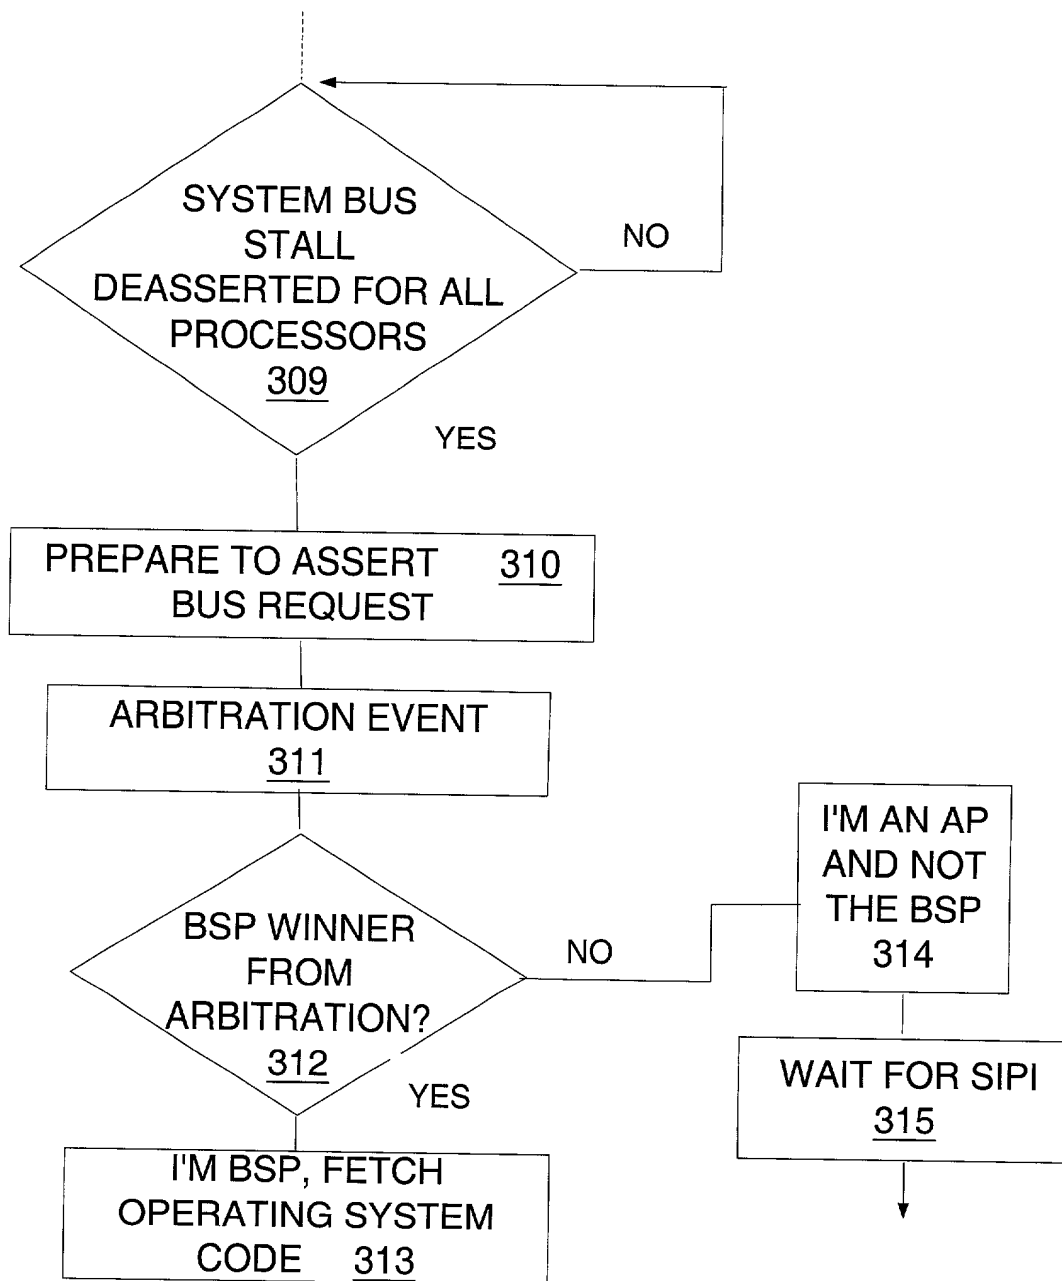 SYSTEM BUS
STALL
DEASSERTED FOR ALL
PROCESSORS
309
NO
YES
PREPARE TO ASSERT 310
BUS REQUEST
ARBITRATION EVENT
311
BSP WINNER
FROM
ARBITRATION?
312
NO
YES
I'M AN AP
AND NOT
THE BSP
314
WAIT FOR SIPI
315
I'M BSP, FETCH
OPERATING SYSTEM
CODE 313